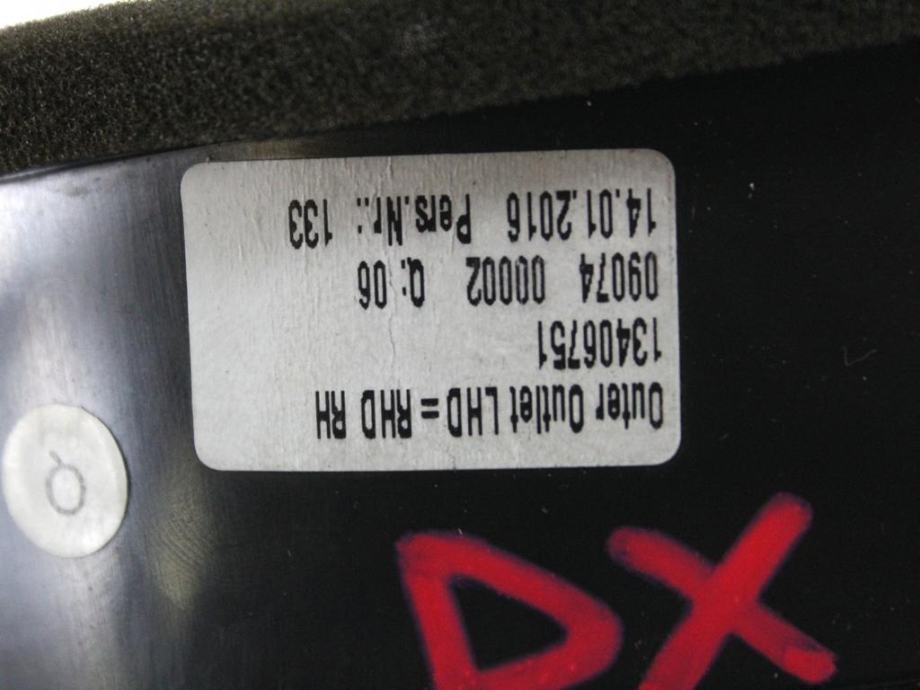 Outer Outlet LHD = RHD RH
13406751
09074 00002 Q: 06
14.01.2016 Pers.Nr.: 133
DX